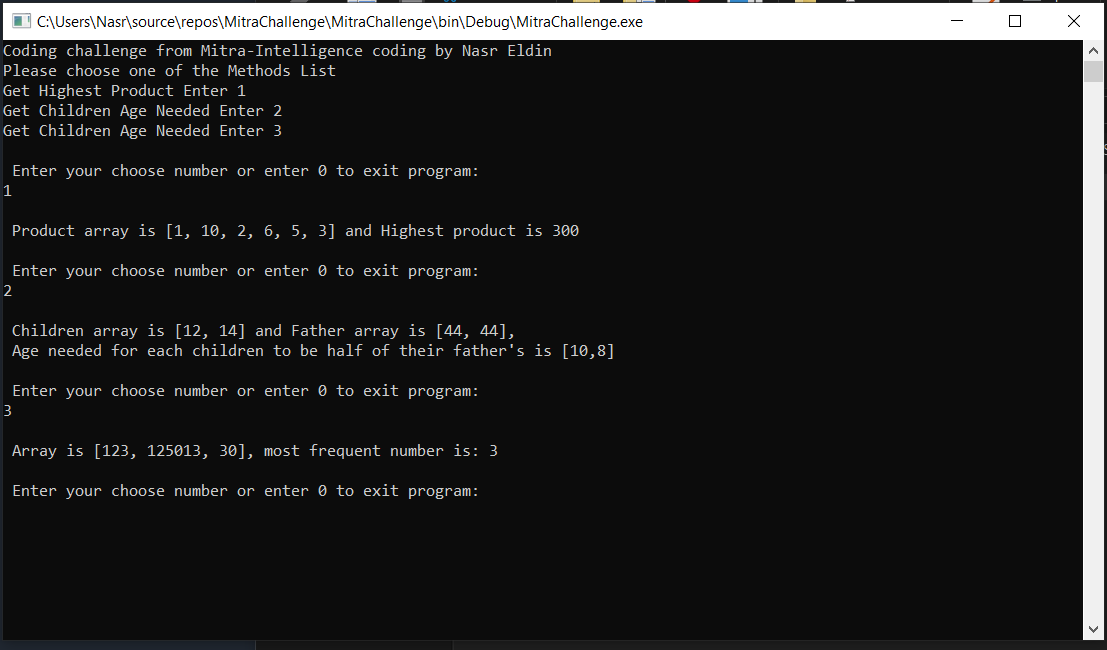 C:\Users\Nasr\source\repos\MitraChallenge\MitraChallenge\bin\Debug\MitraChallenge.exe
Coding challenge from Mitra-Intelligence coding by Nasr Eldin
Please choose one of the Methods List
Get Highest Product Enter 1
Get Children Age Needed Enter 2
Get Children Age Needed Enter 3
Enter your choose number or enter 0 to exit program:
1
Product array is [1, 10, 2, 6, 5, 3] and Highest product is 300
Enter your choose number or enter 0 to exit program:
2
Children array is [12, 14] and Father array is [44, 44],
Age needed for each children to be half of their father's is [10,8]
Enter your choose number or enter 0 to exit program:
3
Array is [123, 125013, 30], most frequent number is: 3
Enter your choose number or enter 0 to exit program: